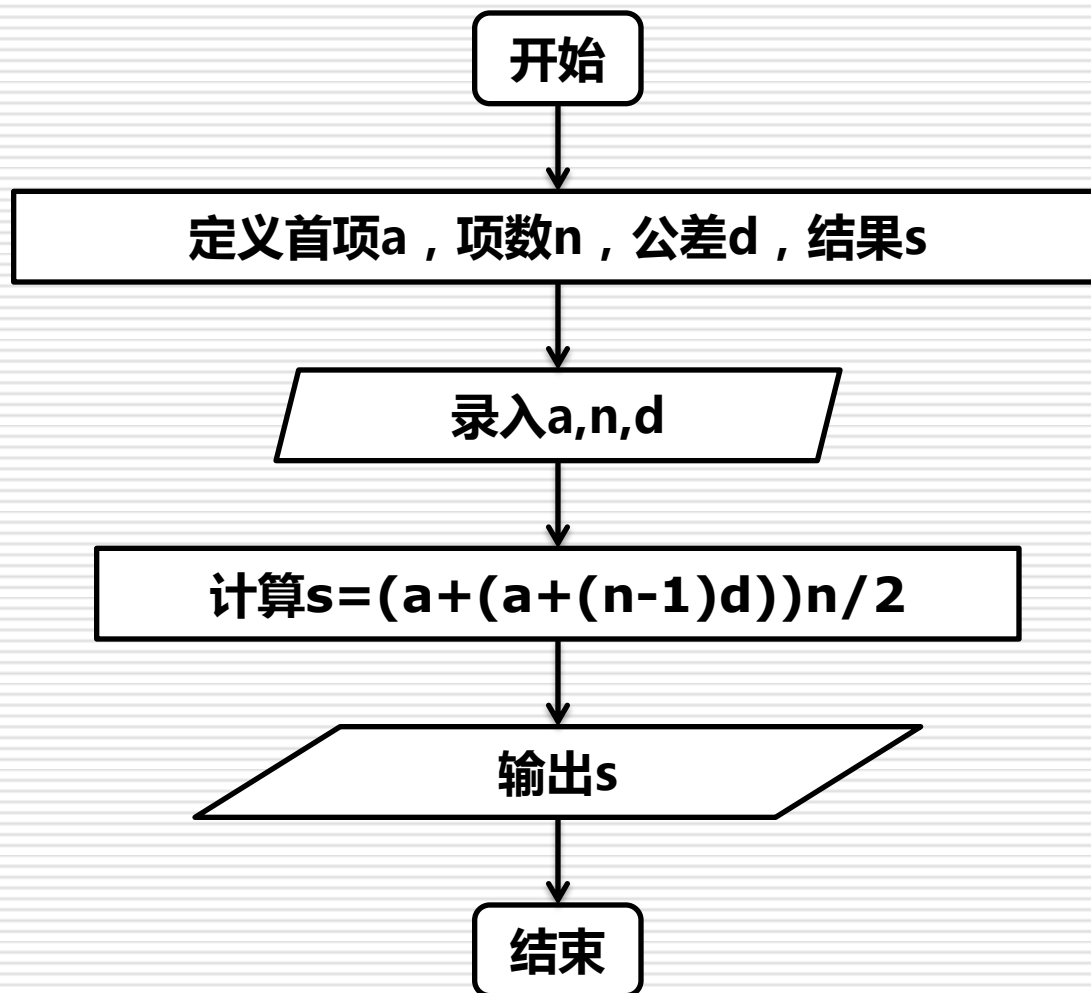 开始
定义首项a，项数n，公差d，结果s
录入a,n,d
计算s=(a+(a+(n-1)d))n/2
输出s
结束